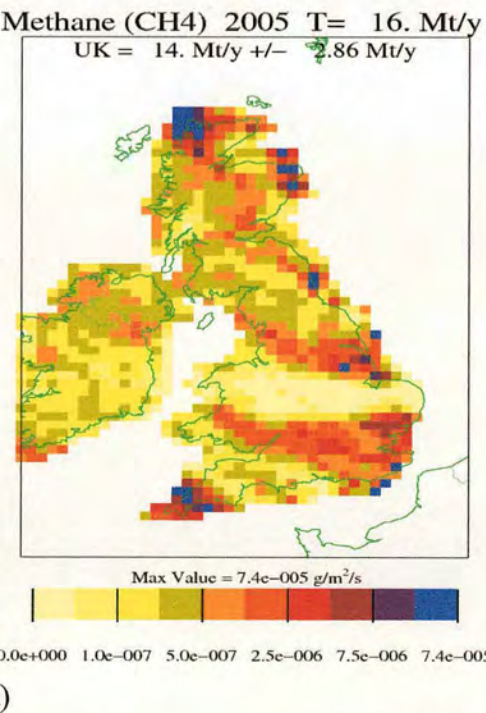 Methane (CH4) 2005 T= 16. Mt/y
UK = 14. Mt/y +/− 2.86 Mt/y
Max Value = 7.4e−005 g/m²/s
0.0e+000 1.0e−007 5.0e−007 2.5e−006 7.5e−006 7.4e−005
)